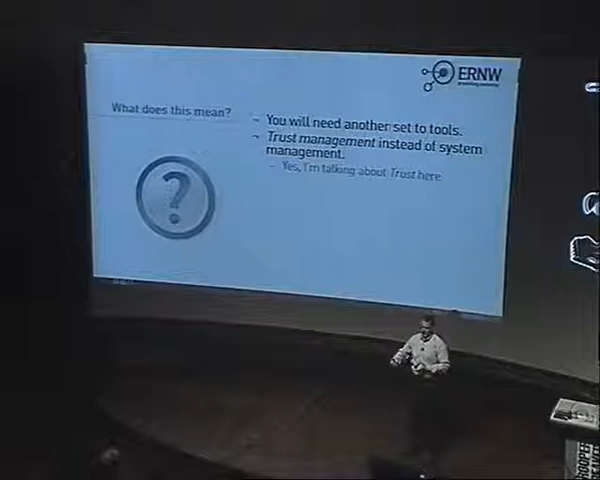 ERNW
What does this mean?
– You will need another set to tools.
– Trust management instead of system
management.
– Yes, I'm talking about Trust here.
?